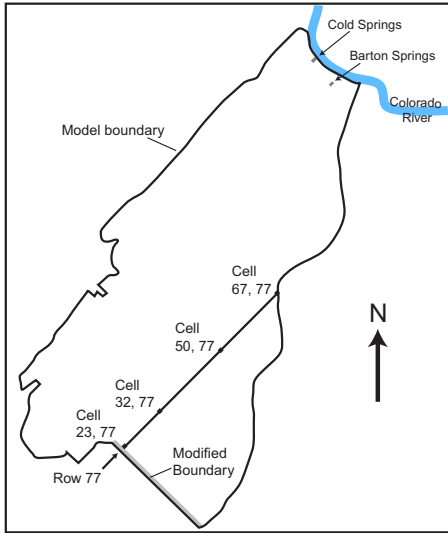 Cold Springs
Barton Springs
Colorado
River
Model boundary
Cell
67, 77
Cell
50, 77
N
Cell
32, 77
Cell
23, 77
Modified
Boundary
Row 77